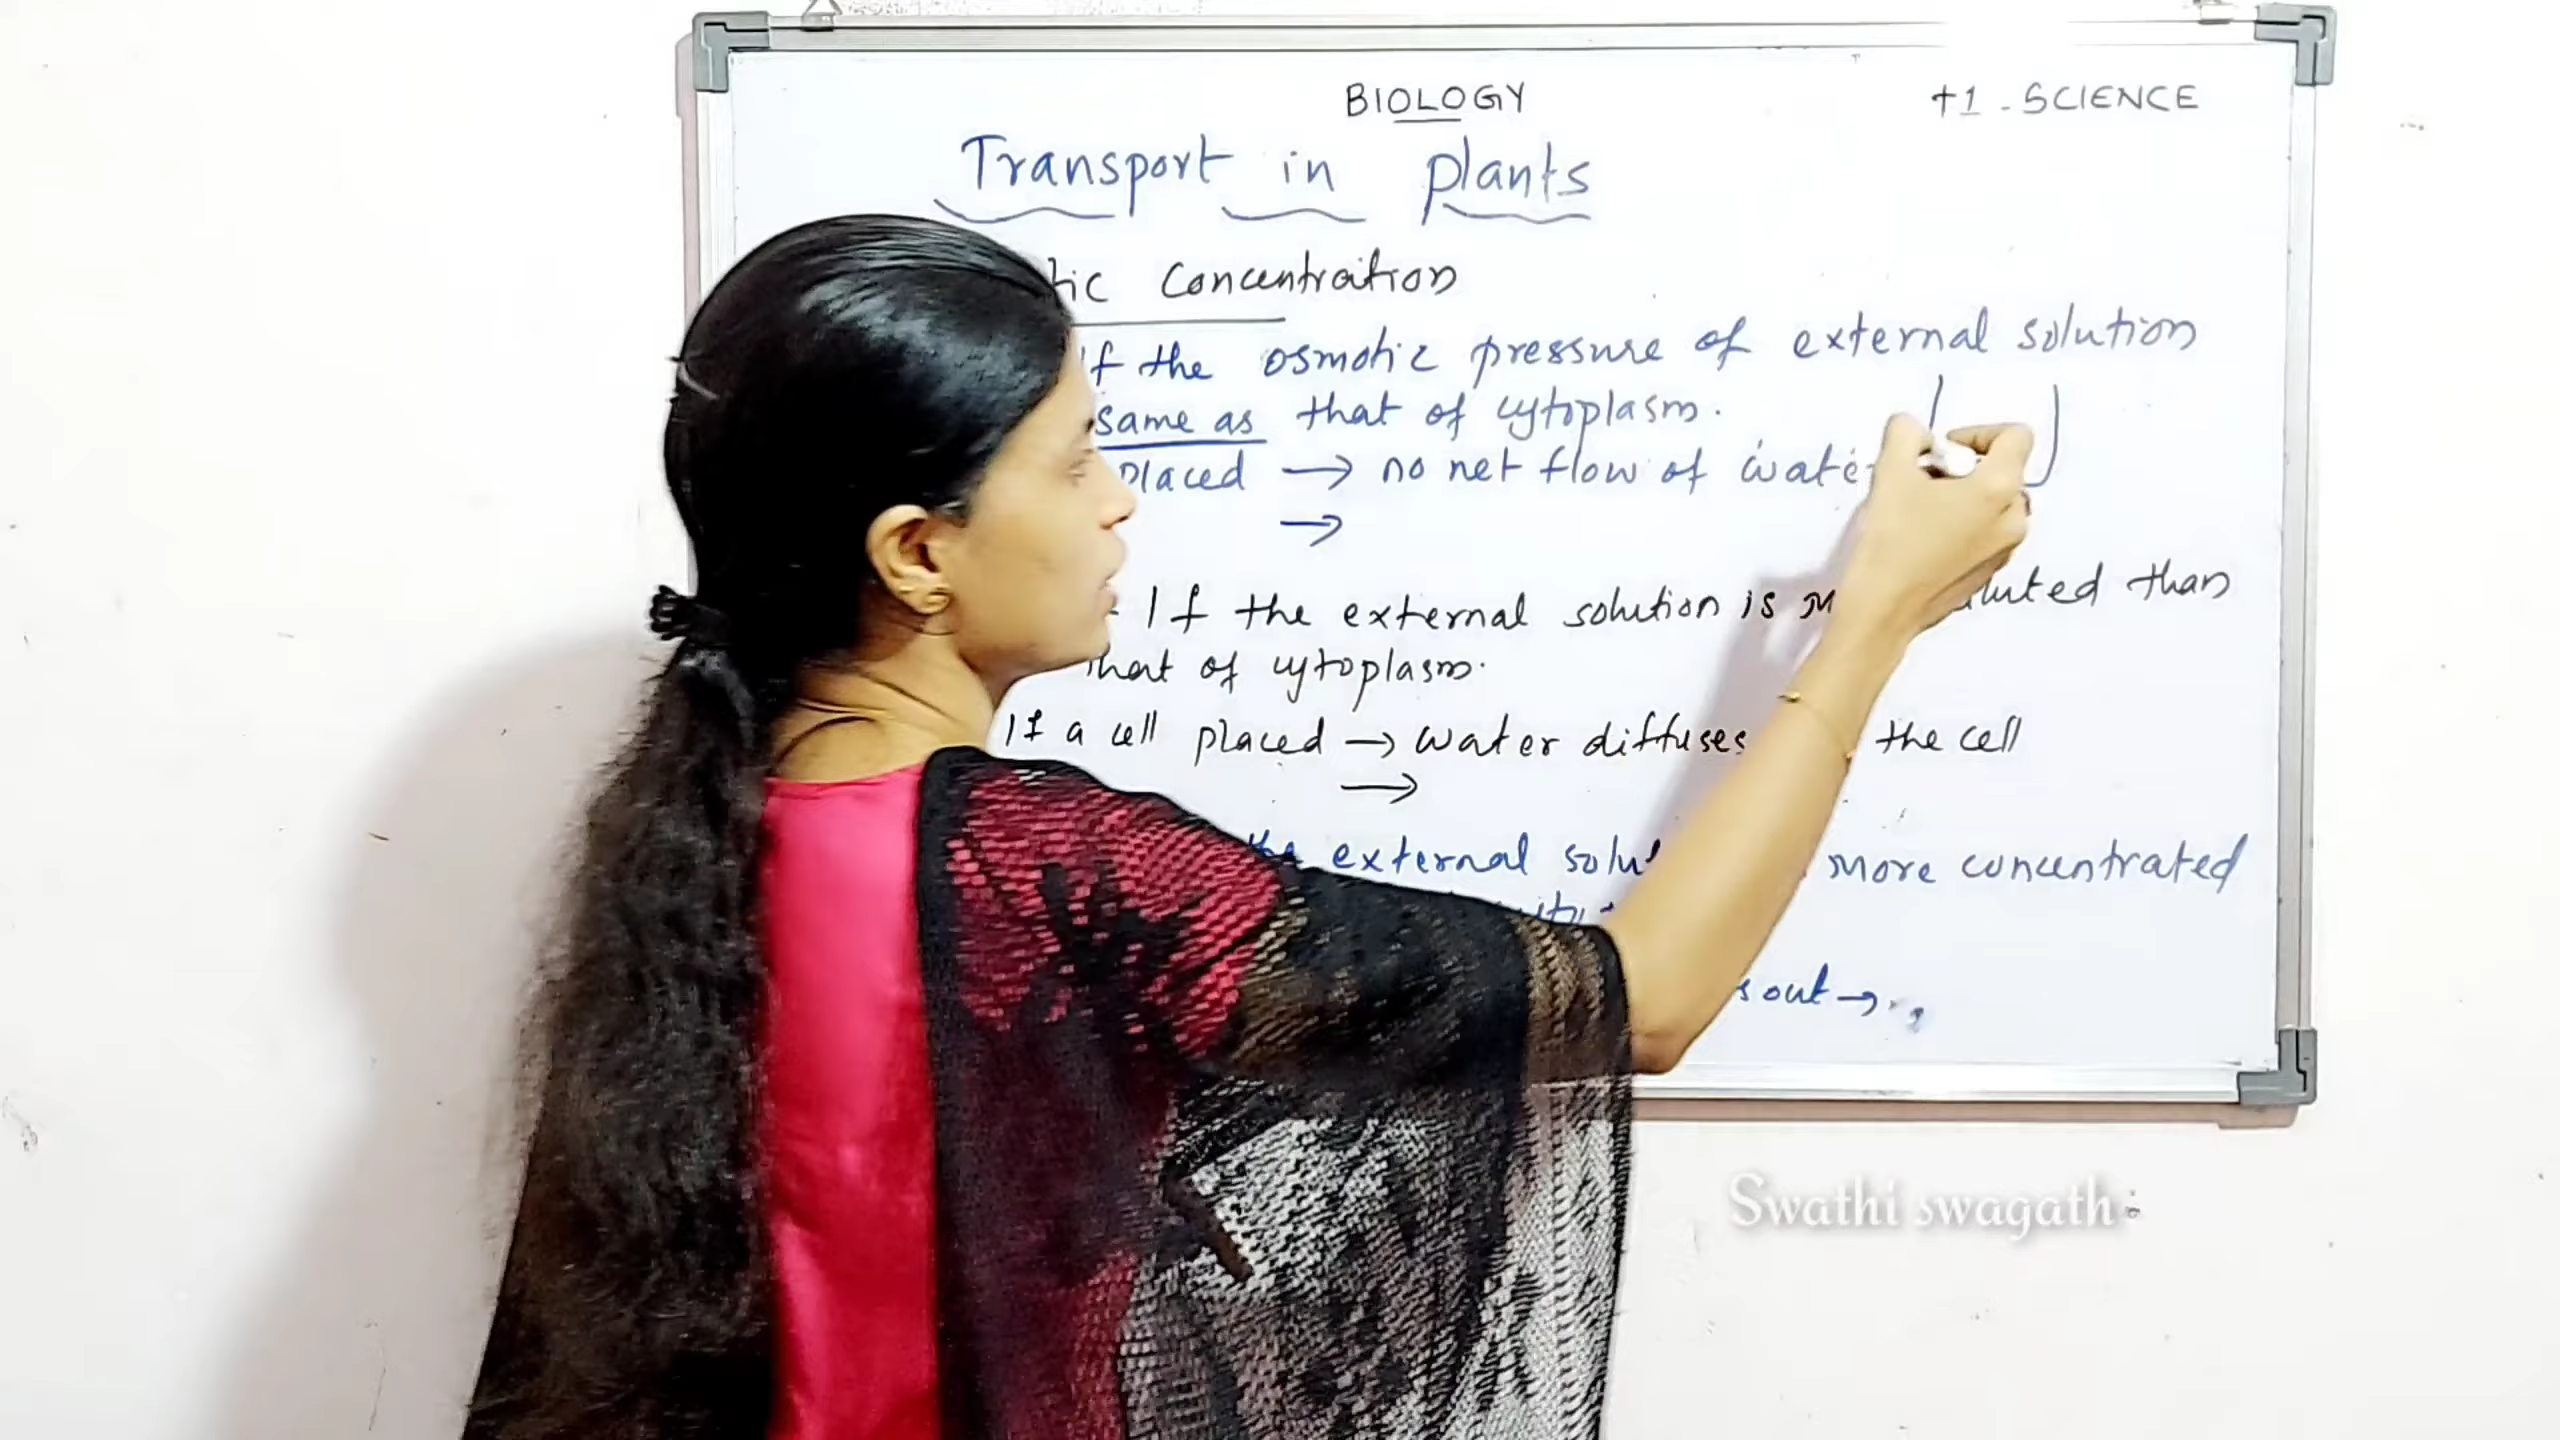 BIOLOGY
+1 - SCIENCE
Transport in plants
tic Concentration
If the osmotic pressure of external solution
same as that of cytoplasm.
placed → no net flow of water
→
If the external solution is diluted than
that of cytoplasm.
If a cell placed → water diffuses the cell
→
the external more concentrated
out →
Swathi swagath